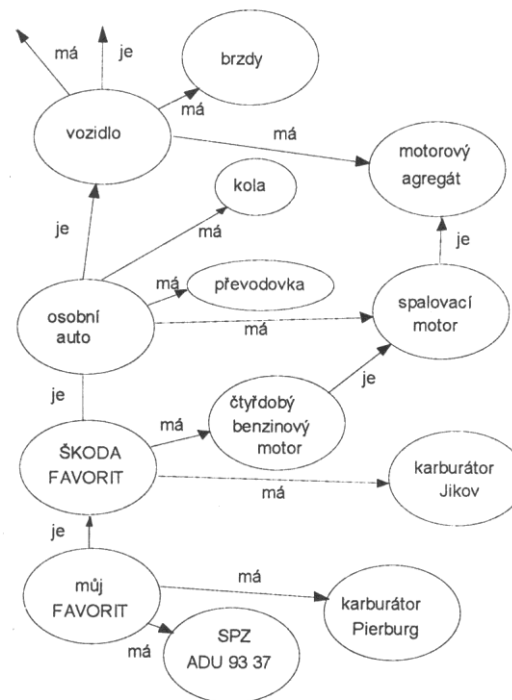 má
je
brzdy
má
vozidlo
má
motorový
agregát
kola
je
má
je
má
převodovka
osobní
auto
má
spalovací
motor
je
je
má
čtyřdobý
benzinový
motor
ŠKODA
FAVORIT
má
karburátor
Jikov
je
můj
FAVORIT
má
karburátor
Pierburg
má
SPZ
ADU 93 37